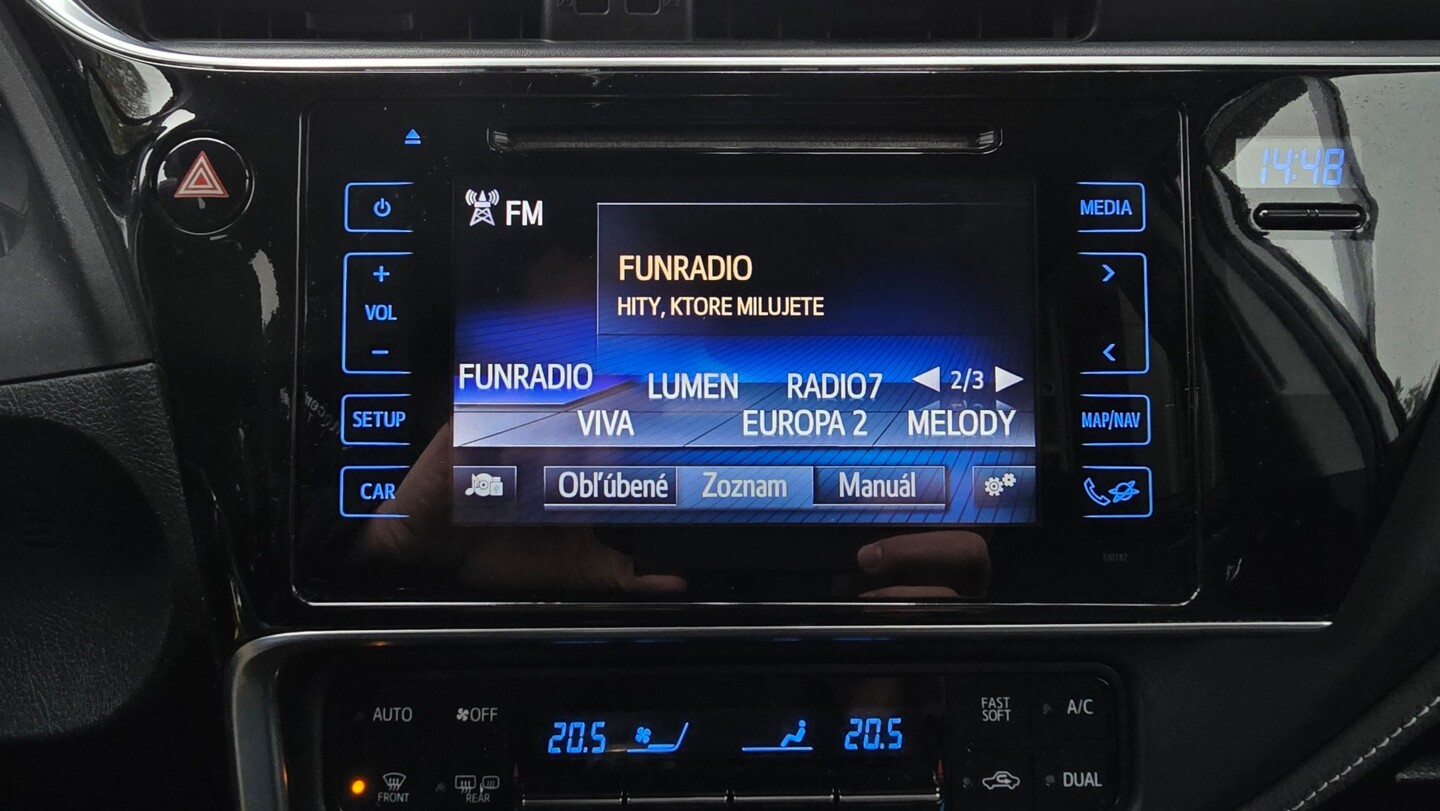 14:48
FM
MEDIA
FUNRADIO
HITY, KTORE MILUJETE
+
VOL
−
FUNRADIO LUMEN RADIO7 2/3
VIVA EUROPA 2 MELODY
SETUP
MAP/NAV
CAR
Obľúbené Zoznam Manuál
510187
AUTO OFF
20.5 20.5
FAST
SOFT
A/C
FRONT
REAR
DUAL